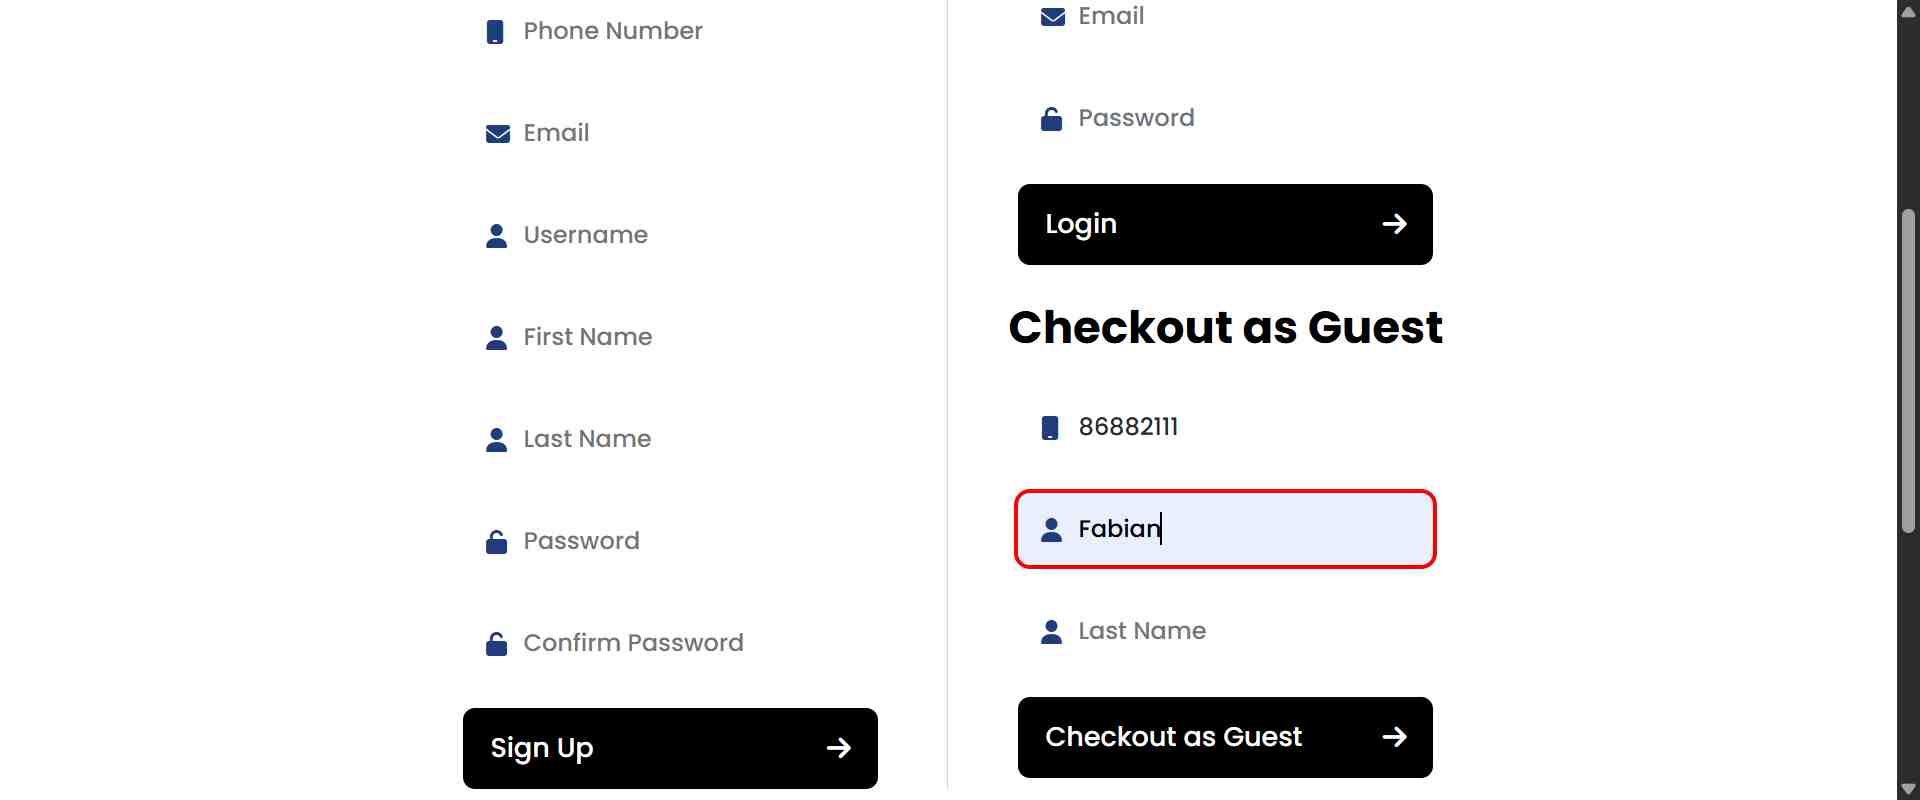 Phone Number
Email
Username
First Name
Last Name
Password
Confirm Password
Sign Up
Email
Password
Login
Checkout as Guest
86882111
Fabian
Last Name
Checkout as Guest